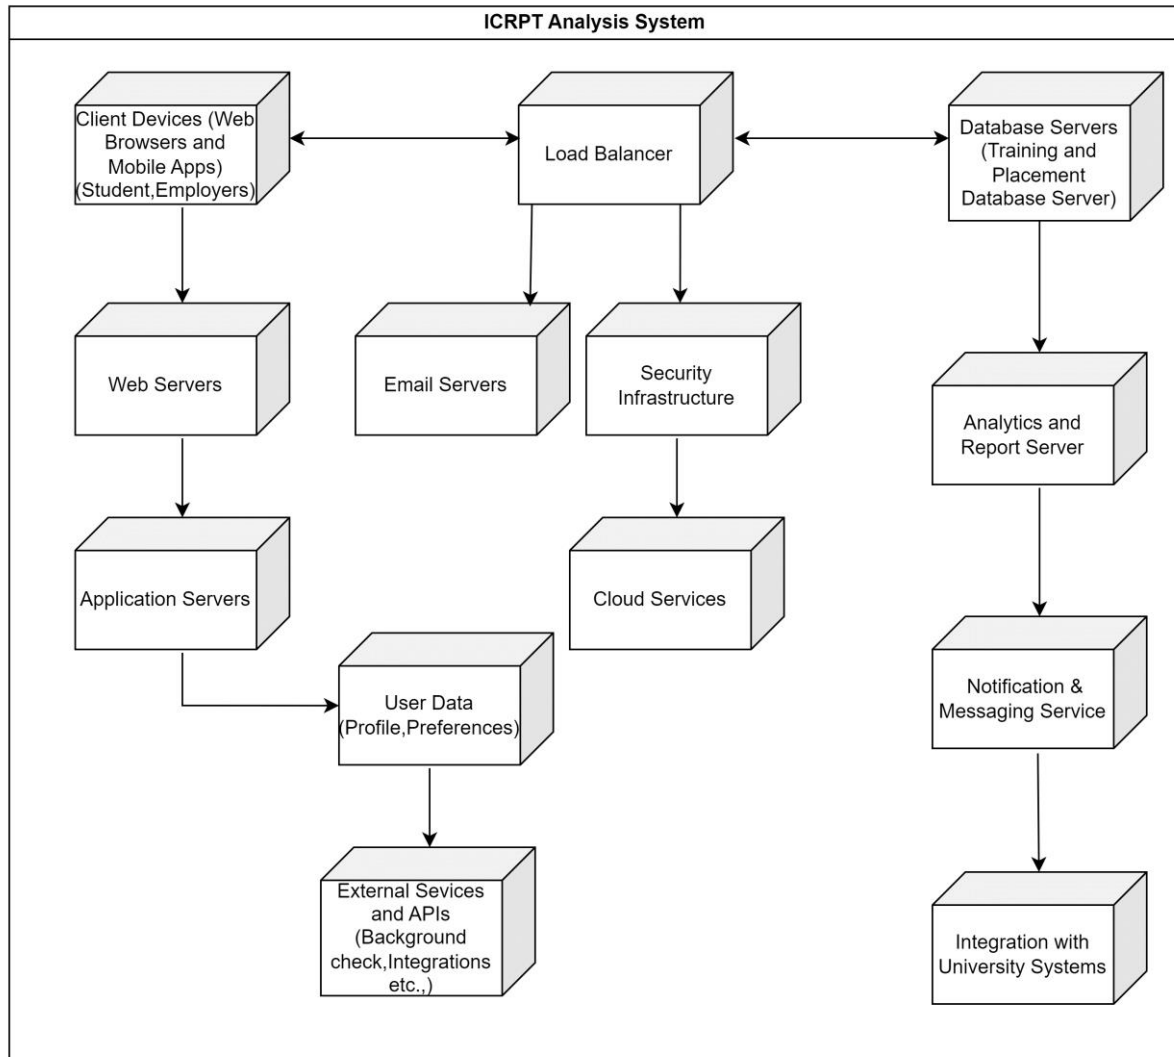 ICRPT Analysis System
Client Devices (Web
Browsers and
Mobile Apps)
(Student,Employers)
Load Balancer
Database Servers
(Training and
Placement
Database Server)
Web Servers
Email Servers
Security
Infrastructure
Analytics and
Report Server
Application Servers
Cloud Services
User Data
(Profile,Preferences)
Notification &
Messaging Service
External Sevices
and APIs
(Background
check,Integrations
etc.,)
Integration with
University Systems